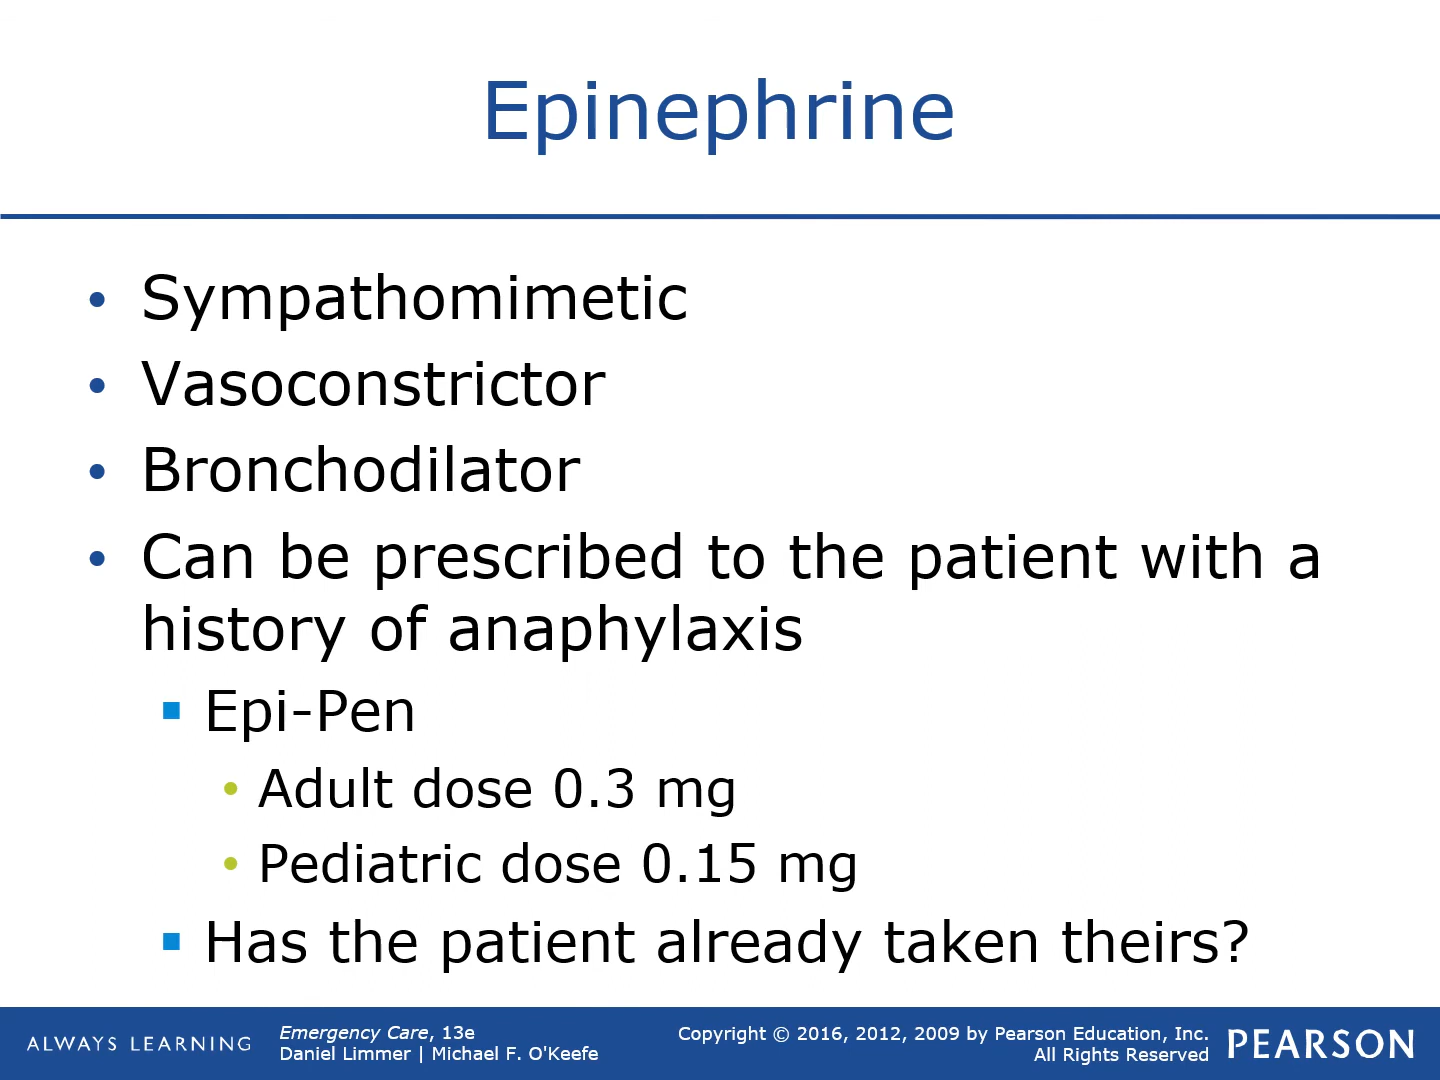 Epinephrine
• Sympathomimetic
• Vasoconstrictor
• Bronchodilator
• Can be prescribed to the patient with a
history of anaphylaxis
▪ Epi-Pen
• Adult dose 0.3 mg
• Pediatric dose 0.15 mg
▪ Has the patient already taken theirs?
ALWAYS LEARNING
Emergency Care, 13e
Daniel Limmer | Michael F. O'Keefe
Copyright © 2016, 2012, 2009 by Pearson Education, Inc.
All Rights Reserved
PEARSON